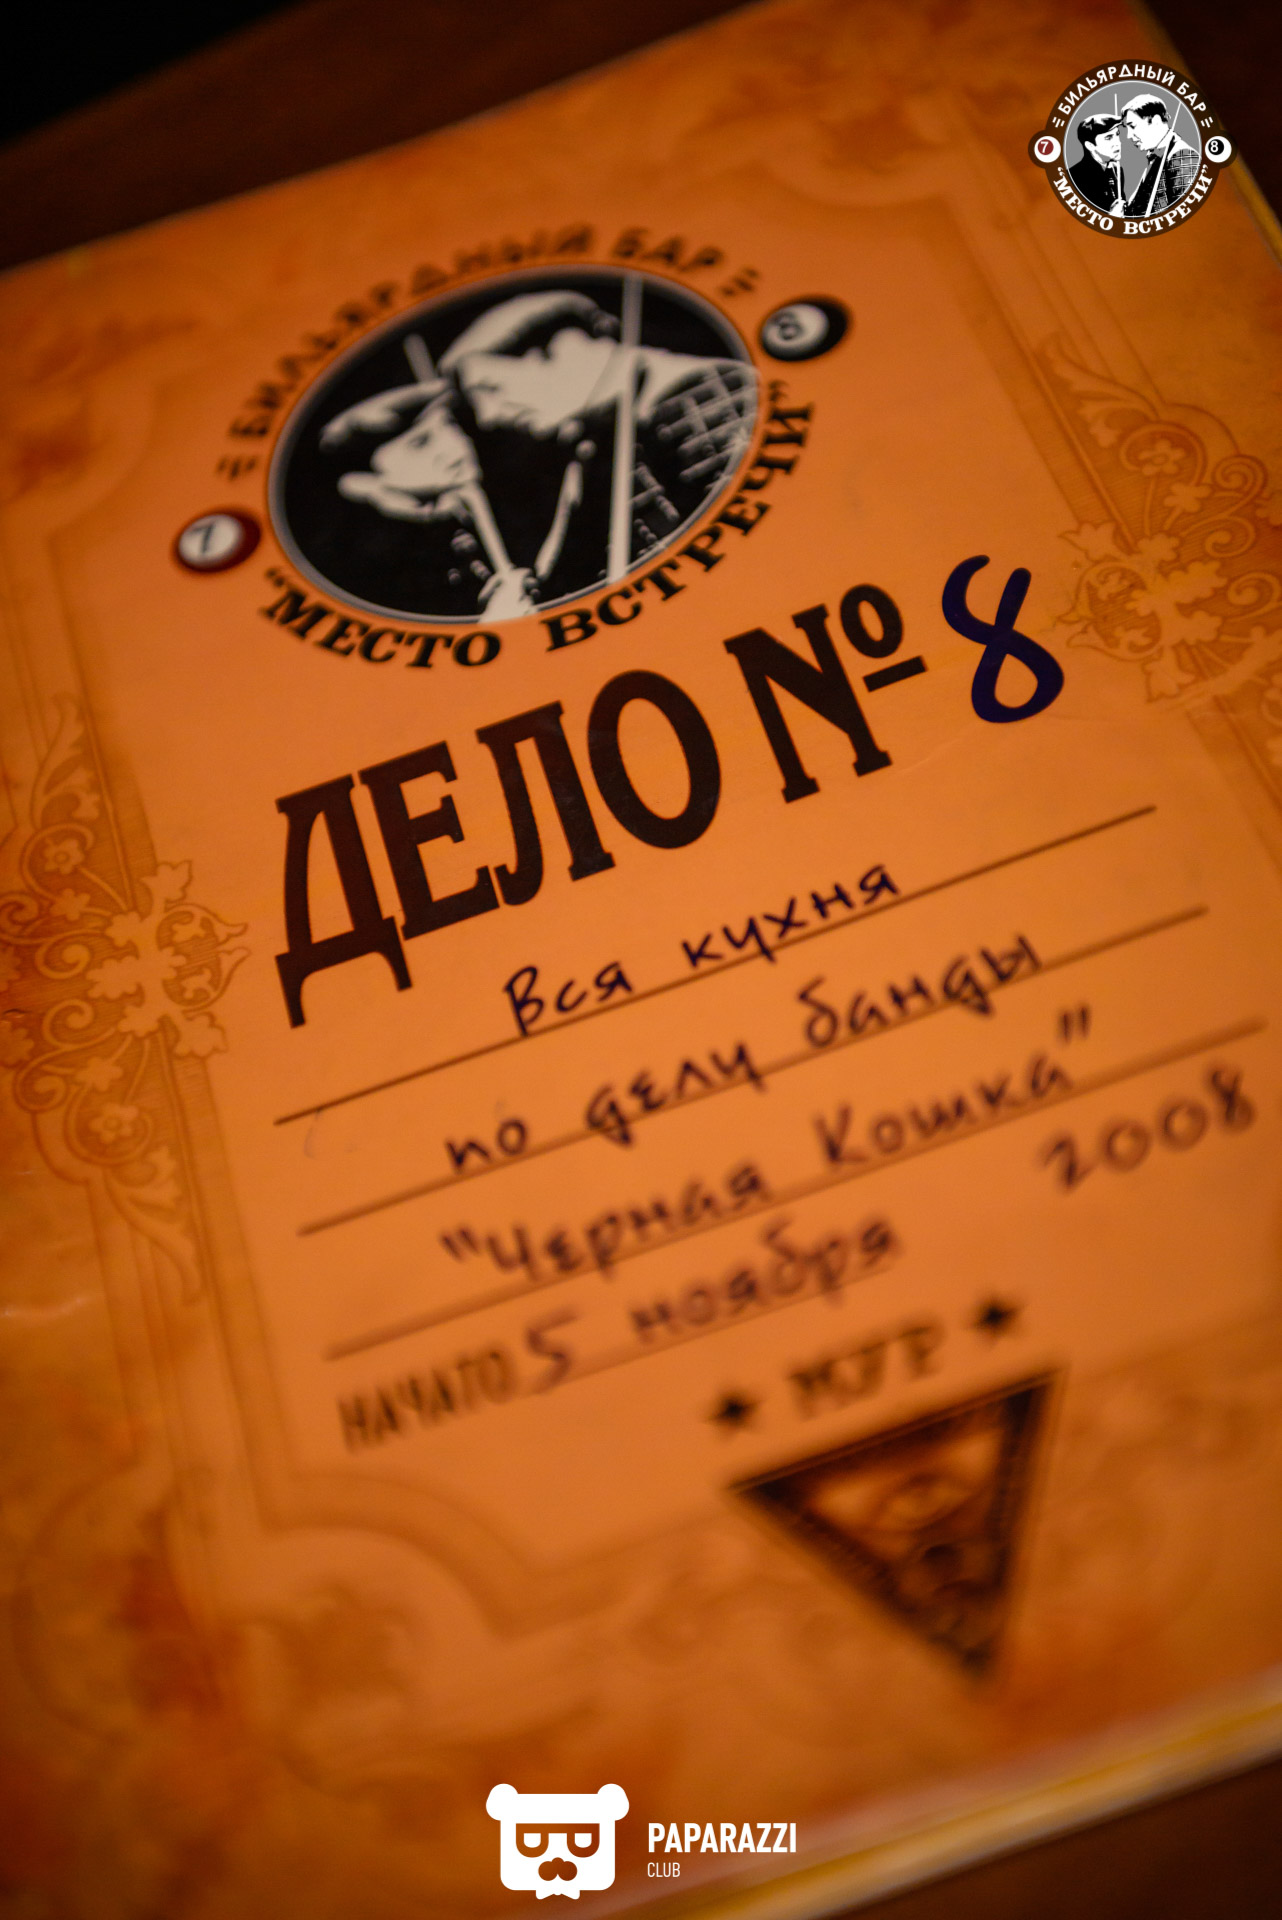 БИЛЬЯРДНЫЙ БАР
7 8
"МЕСТО ВСТРЕЧИ"
БИЛЬЯРДНЫЙ БАР
7 8
"МЕСТО ВСТРЕЧИ"
ДЕЛО № 8
Вся кухня
по делу банды
"Черная Кошка"
НАЧАТО 5 ноября 2008
МУР
PAPARAZZI
CLUB